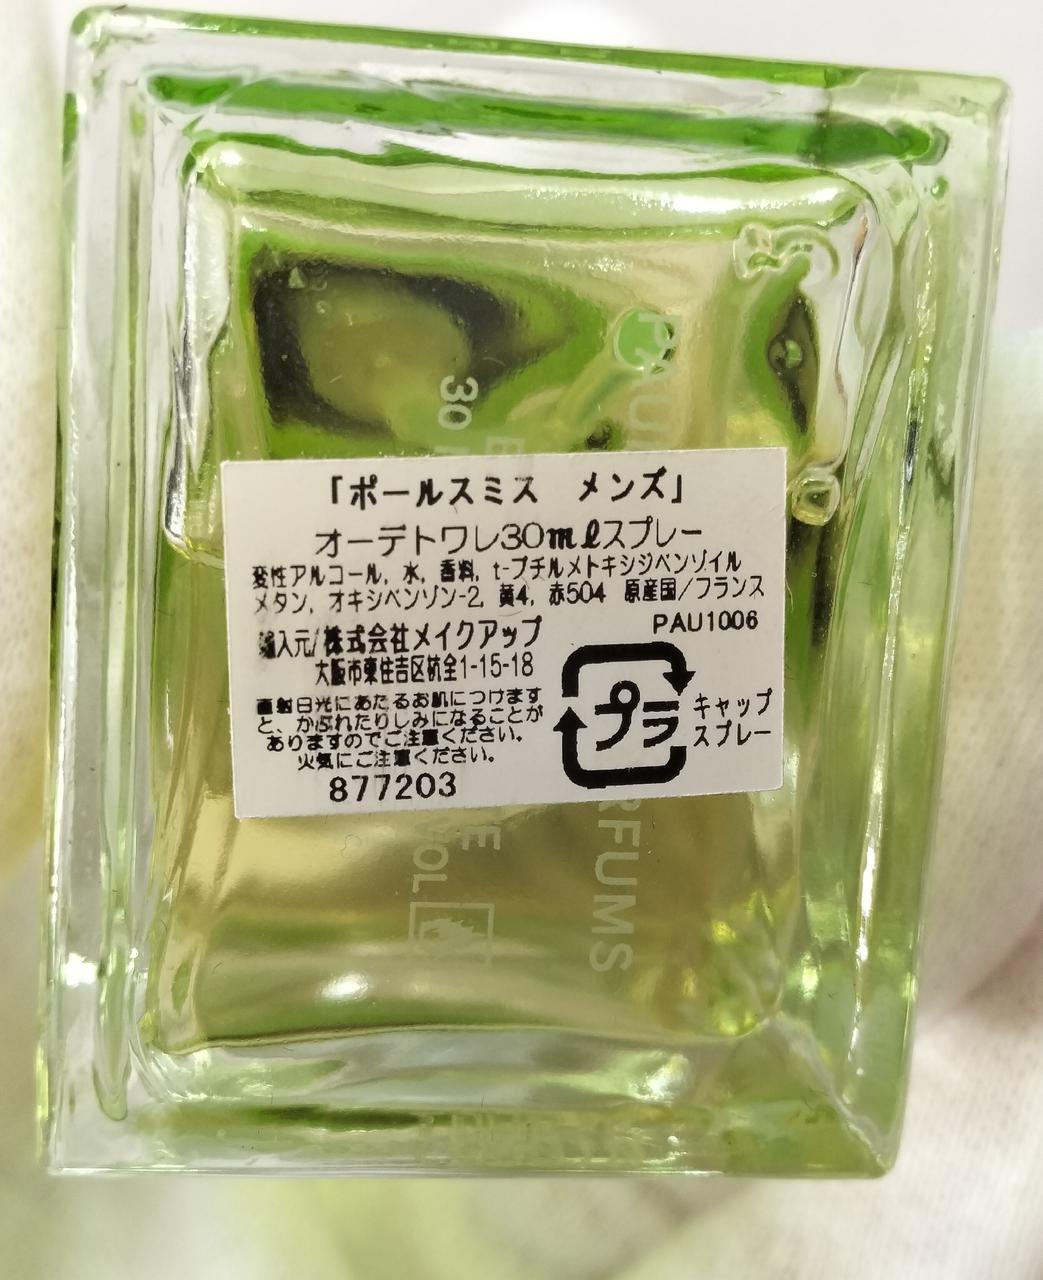 「ポールスミス メンズ」
オーデトワレ30mlスプレー
変性アルコール, 水, 香料, t-ブチルメトキシジベンゾイル
メタン, オキシベンゾン-2, 黄4, 赤504 原産国/フランス
PAU1006
輸入元/株式会社メイクアップ
大阪市東住吉区杭全1-15-18
直射日光にあたるお肌につけます
と、かぶれたりしみになることが
ありますのでご注意ください。
火気にご注意ください。
877203
プラ
キャップ
スプレー
30
VOL
RFUMS